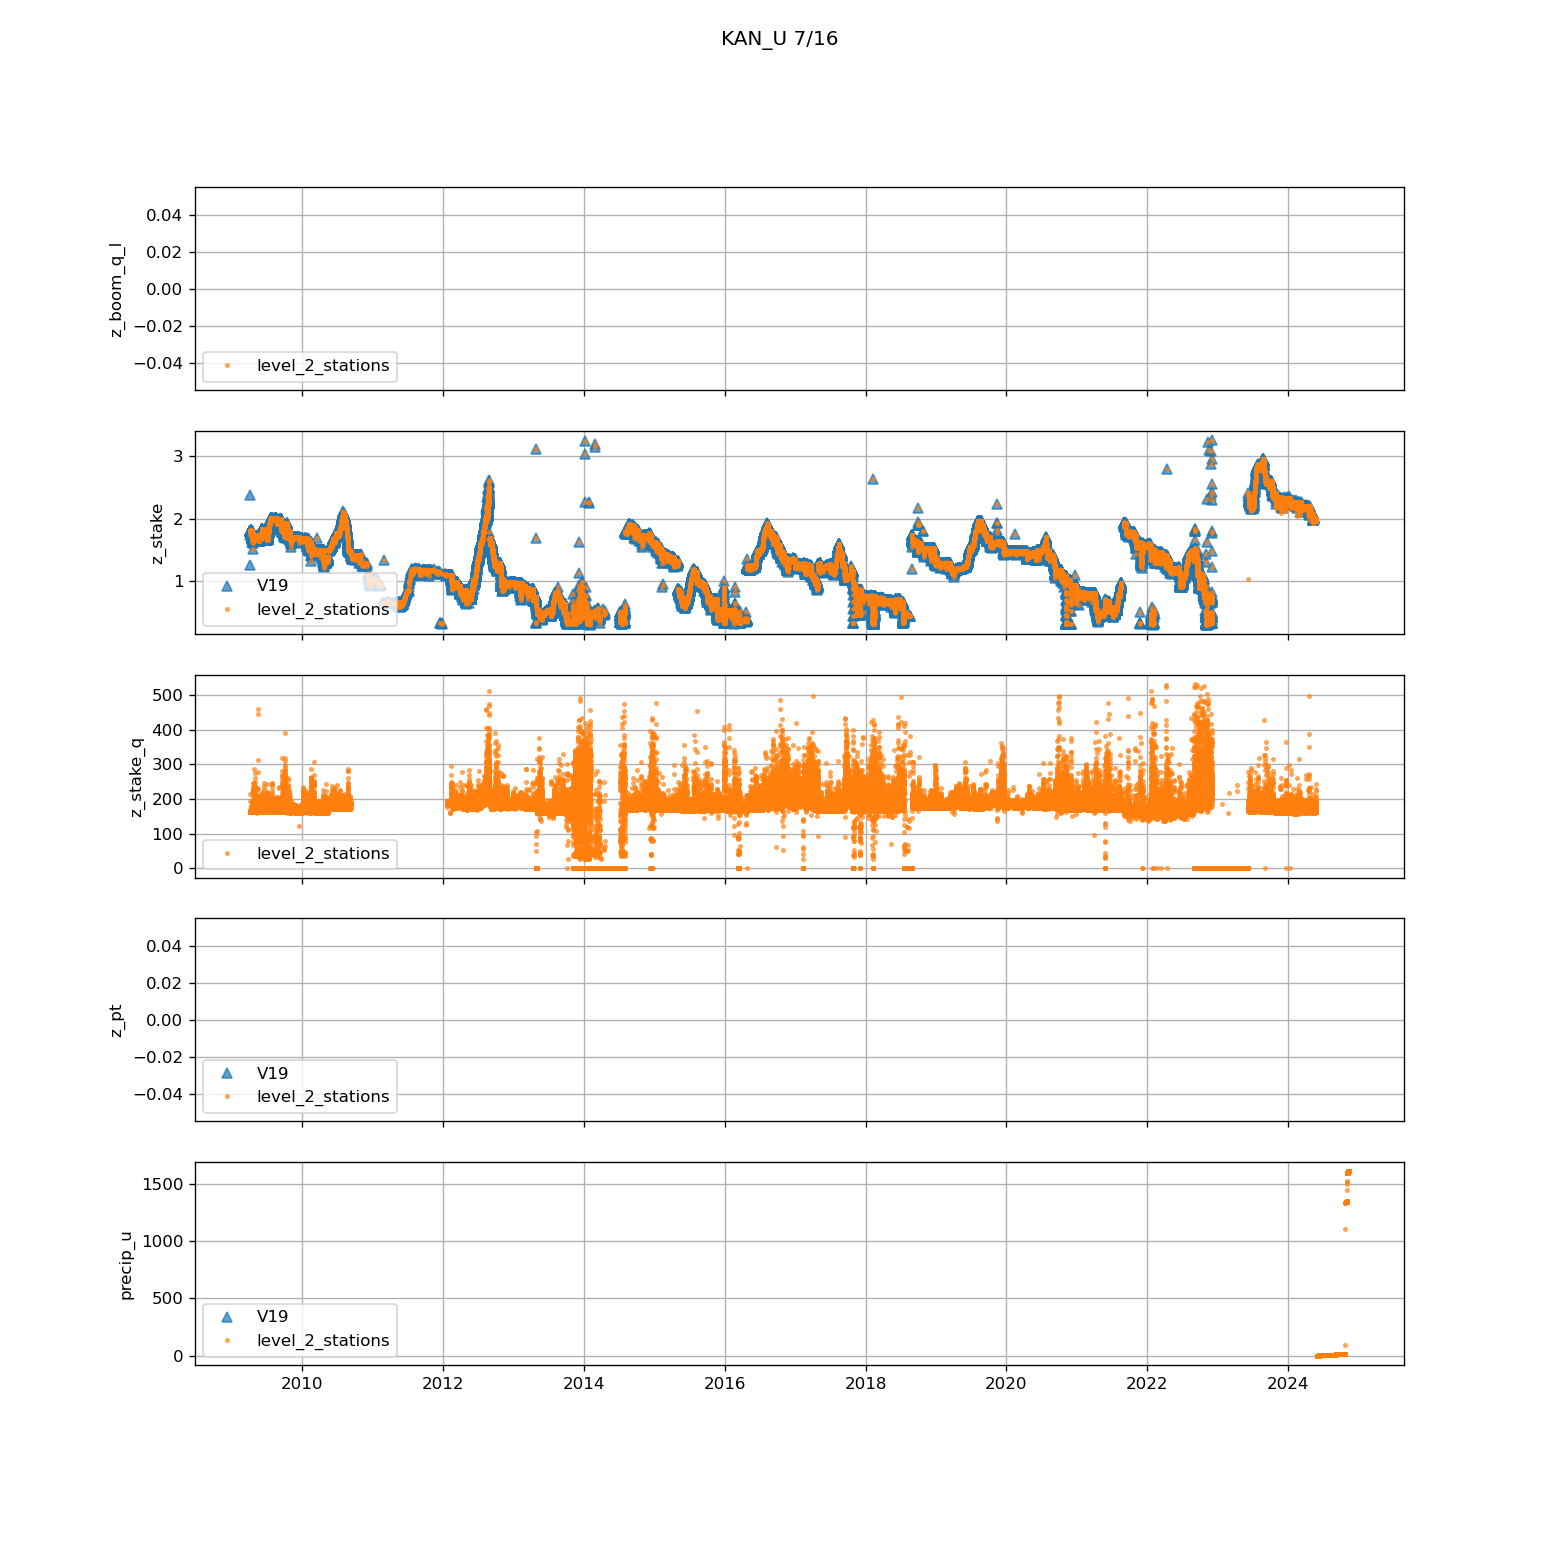 KAN_U 7/16
z_boom_q_l
0.04
0.02
0.00
−0.02
−0.04
level_2_stations
z_stake
3
2
1
V19
level_2_stations
z_stake_q
500
400
300
200
100
0
level_2_stations
z_pt
0.04
0.02
0.00
−0.02
−0.04
V19
level_2_stations
precip_u
1500
1000
500
0
V19
level_2_stations
2010 2012 2014 2016 2018 2020 2022 2024